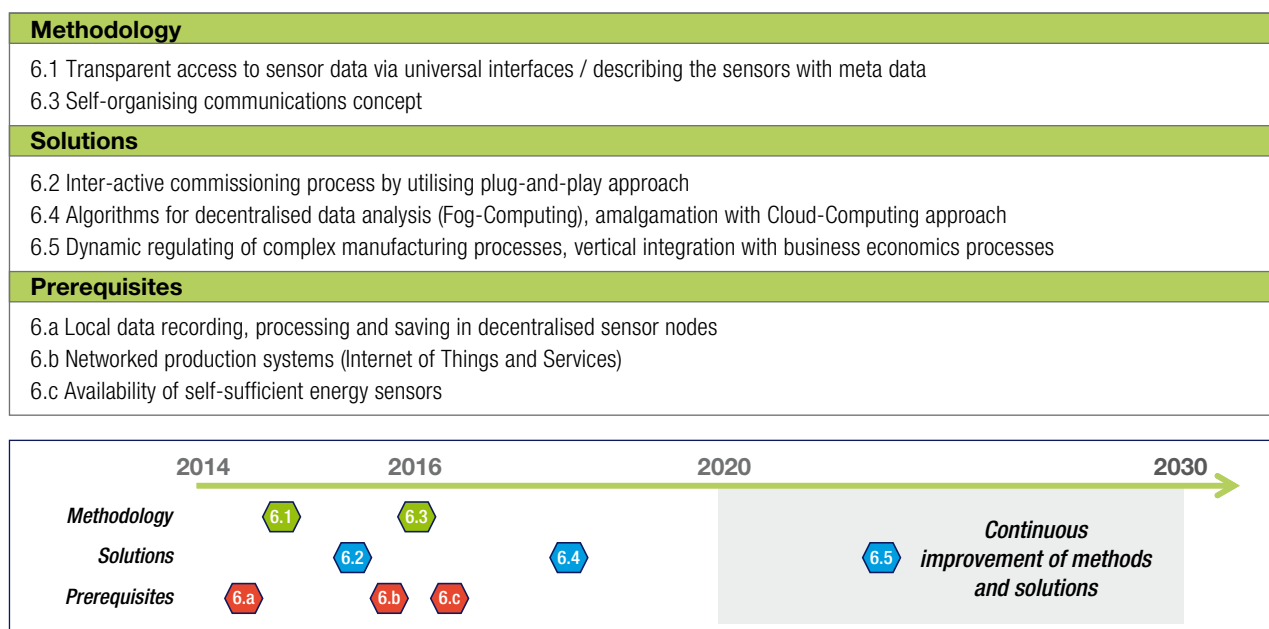 Methodology
6.1 Transparent access to sensor data via universal interfaces / describing the sensors with meta data
6.3 Self-organising communications concept
Solutions
6.2 Inter-active commissioning process by utilising plug-and-play approach
6.4 Algorithms for decentralised data analysis (Fog-Computing), amalgamation with Cloud-Computing approach
6.5 Dynamic regulating of complex manufacturing processes, vertical integration with business economics processes
Prerequisites
6.a Local data recording, processing and saving in decentralised sensor nodes
6.b Networked production systems (Internet of Things and Services)
6.c Availability of self-sufficient energy sensors
2014 2016 2020 2030
Methodology 6.1 6.3
Solutions 6.2 6.4 6.5
Prerequisites 6.a 6.b 6.c
Continuous
improvement of methods
and solutions